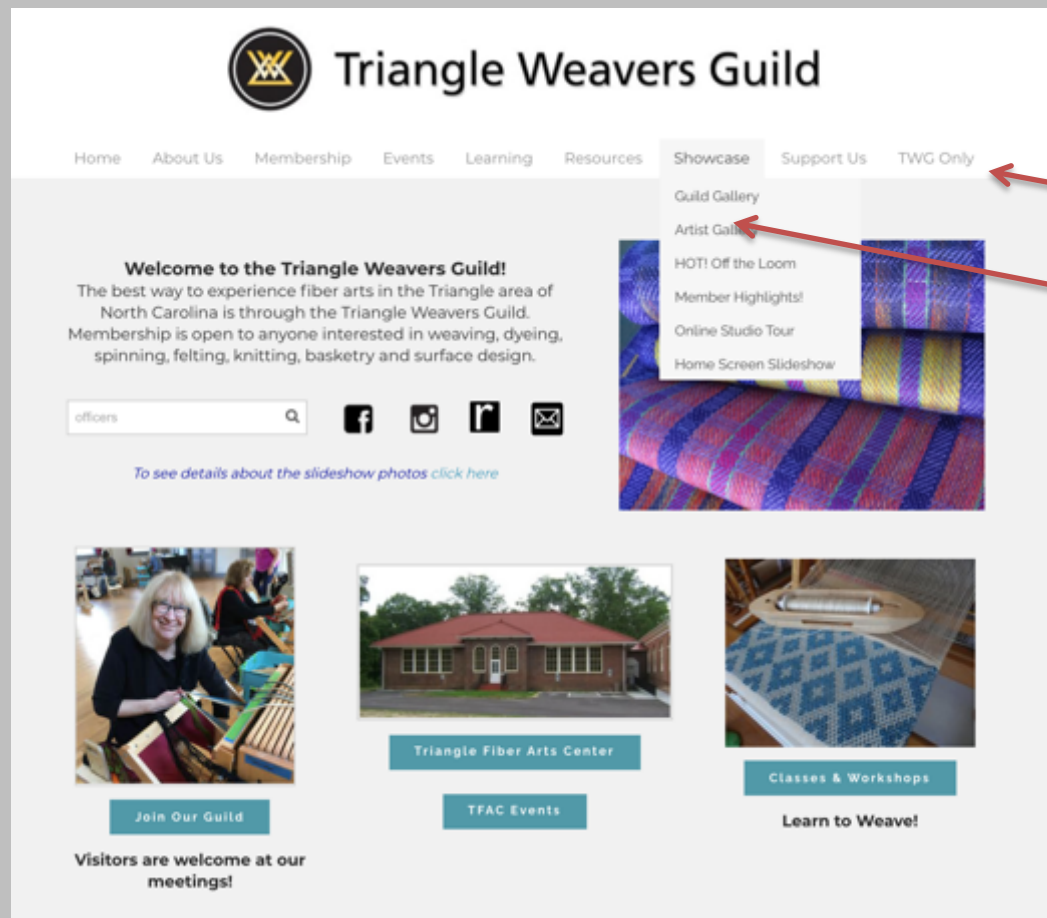 Triangle Weavers Guild
Home About Us Membership Events Learning Resources Showcase Support Us TWG Only
Guild Gallery
Artist Gallery
HOT! Off the Loom
Member Highlights!
Online Studio Tour
Home Screen Slideshow
Welcome to the Triangle Weavers Guild!
The best way to experience fiber arts in the Triangle area of
North Carolina is through the Triangle Weavers Guild.
Membership is open to anyone interested in weaving, dyeing,
spinning, felting, knitting, basketry and surface design.
officers
To see details about the slideshow photos click here
Join Our Guild
Visitors are welcome at our
meetings!
Triangle Fiber Arts Center
TFAC Events
Classes & Workshops
Learn to Weave!